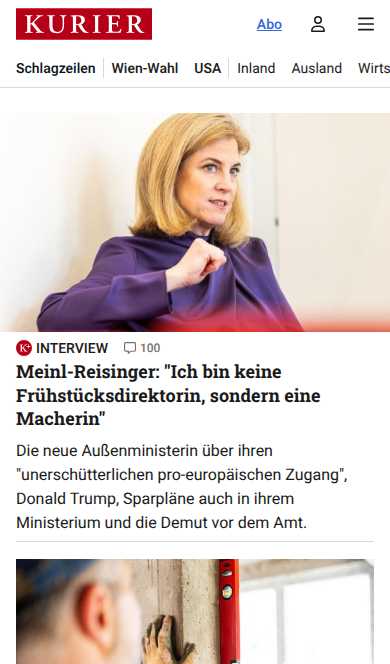 KURIER
Abo
Schlagzeilen Wien-Wahl USA Inland Ausland Wirts
K+ INTERVIEW 100
Meinl-Reisinger: "Ich bin keine
Frühstücksdirektorin, sondern eine
Macherin"
Die neue Außenministerin über ihren
"unerschütterlichen pro-europäischen Zugang",
Donald Trump, Sparpläne auch in ihrem
Ministerium und die Demut vor dem Amt.